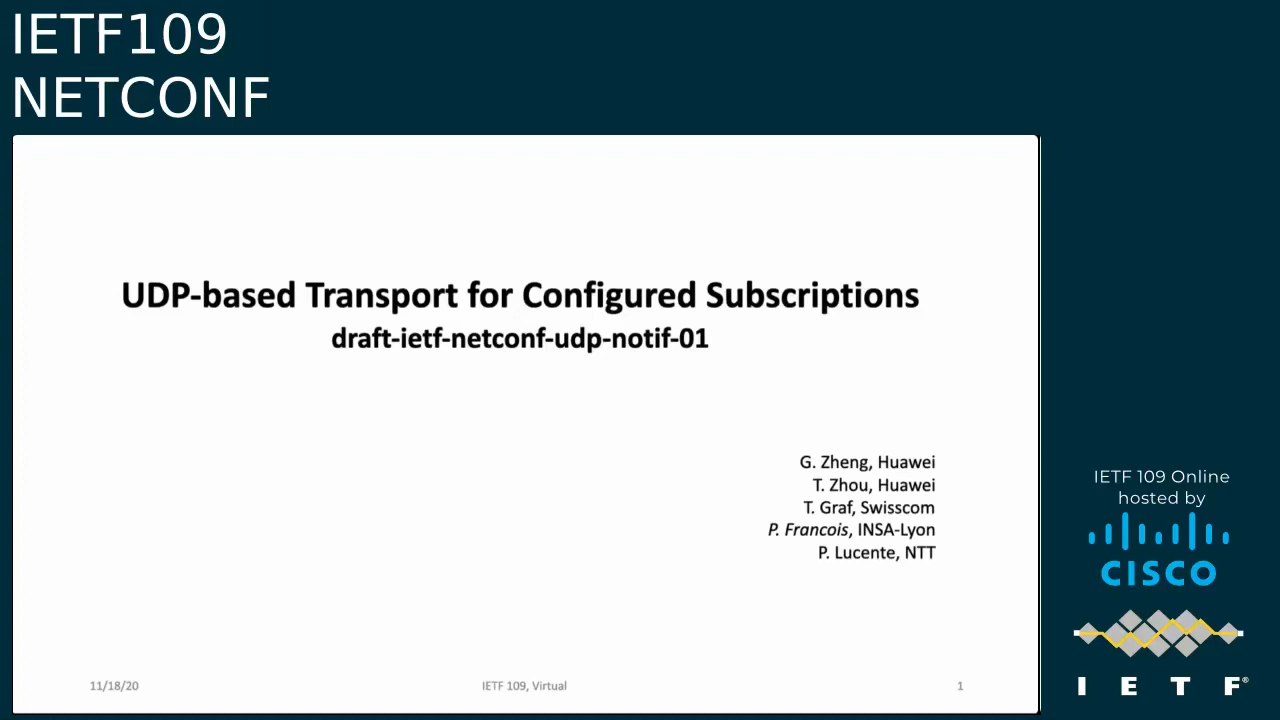 IETF109
NETCONF
UDP-based Transport for Configured Subscriptions
draft-ietf-netconf-udp-notif-01
G. Zheng, Huawei
T. Zhou, Huawei
T. Graf, Swisscom
P. Francois, INSA-Lyon
P. Lucente, NTT
11/18/20
IETF 109, Virtual
1
IETF 109 Online
hosted by
CISCO
I E T F®